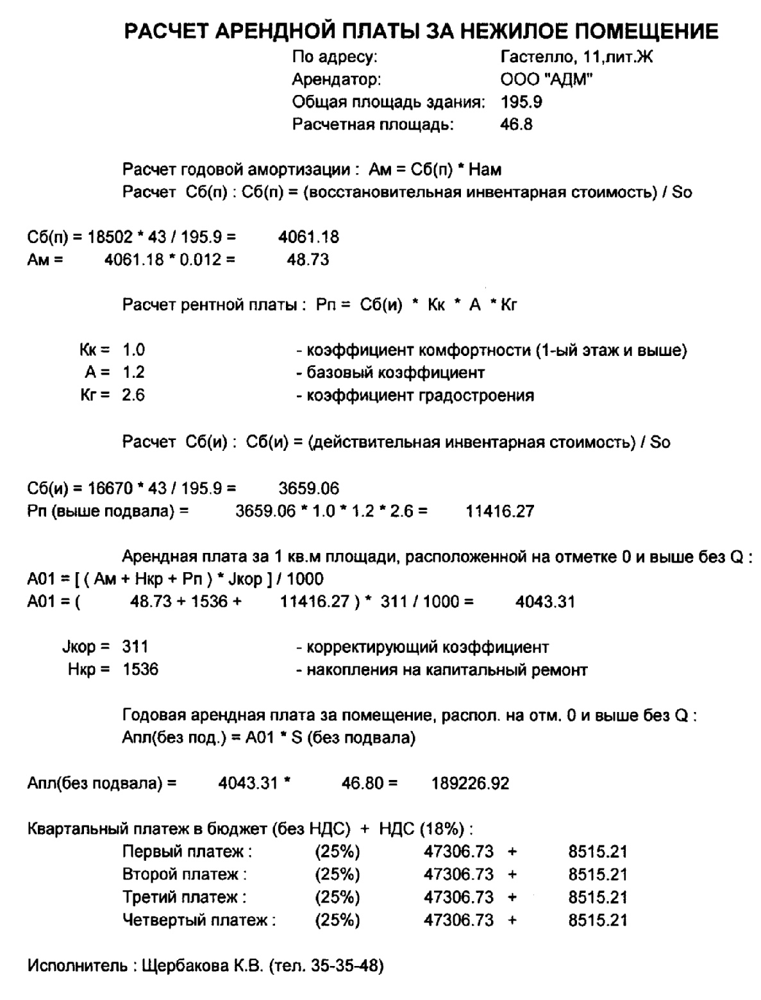 РАСЧЕТ АРЕНДНОЙ ПЛАТЫ ЗА НЕЖИЛОЕ ПОМЕЩЕНИЕ
По адресу: Гастелло, 11,лит.Ж
Арендатор: ООО "АДМ"
Общая площадь здания: 195.9
Расчетная площадь: 46.8
Расчет годовой амортизации : Ам = Сб(п) * Нам
Расчет Сб(п) : Сб(п) = (восстановительная инвентарная стоимость) / So
Сб(п) = 18502 * 43 / 195.9 = 4061.18
Ам = 4061.18 * 0.012 = 48.73
Расчет рентной платы : Рп = Сб(и) * Кк * А * Кг
Кк = 1.0 - коэффициент комфортности (1-ый этаж и выше)
А = 1.2 - базовый коэффициент
Кг = 2.6 - коэффициент градостроения
Расчет Сб(и) : Сб(и) = (действительная инвентарная стоимость) / So
Сб(и) = 16670 * 43 / 195.9 = 3659.06
Рп (выше подвала) = 3659.06 * 1.0 * 1.2 * 2.6 = 11416.27
Арендная плата за 1 кв.м площади, расположенной на отметке 0 и выше без Q :
А01 = [ ( Ам + Нкр + Рп ) * Jкор ] / 1000
А01 = ( 48.73 + 1536 + 11416.27 ) * 311 / 1000 = 4043.31
Jкор = 311 - корректирующий коэффициент
Нкр = 1536 - накопления на капитальный ремонт
Годовая арендная плата за помещение, распол. на отм. 0 и выше без Q :
Апл(без под.) = А01 * S (без подвала)
Апл(без подвала) = 4043.31 * 46.80 = 189226.92
Квартальный платеж в бюджет (без НДС) + НДС (18%) :
Первый платеж : (25%) 47306.73 + 8515.21
Второй платеж : (25%) 47306.73 + 8515.21
Третий платеж : (25%) 47306.73 + 8515.21
Четвертый платеж : (25%) 47306.73 + 8515.21
Исполнитель : Щербакова К.В. (тел. 35-35-48)